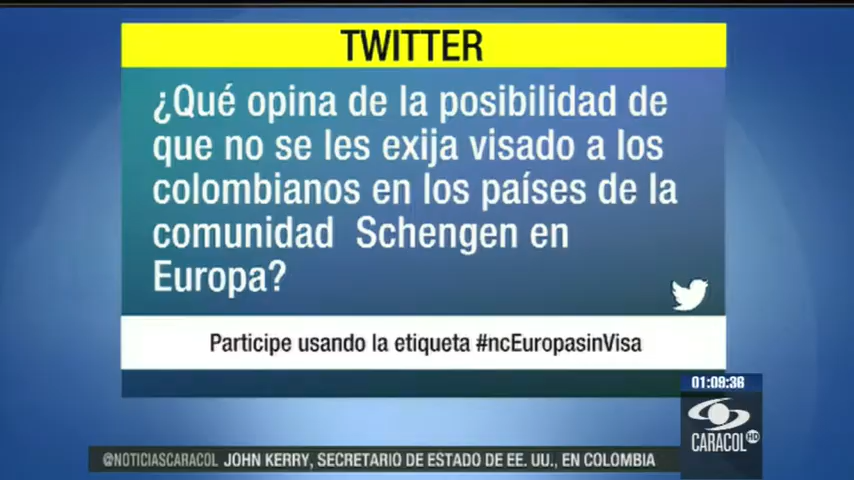 TWITTER
¿Qué opina de la posibilidad de
que no se les exija visado a los
colombianos en los países de la
comunidad Schengen en
Europa?
Participe usando la etiqueta #ncEuropasinVisa
01:09:36
CARACOL HD
@NOTICIASCARACOL JOHN KERRY, SECRETARIO DE ESTADO DE EE. UU., EN COLOMBIA